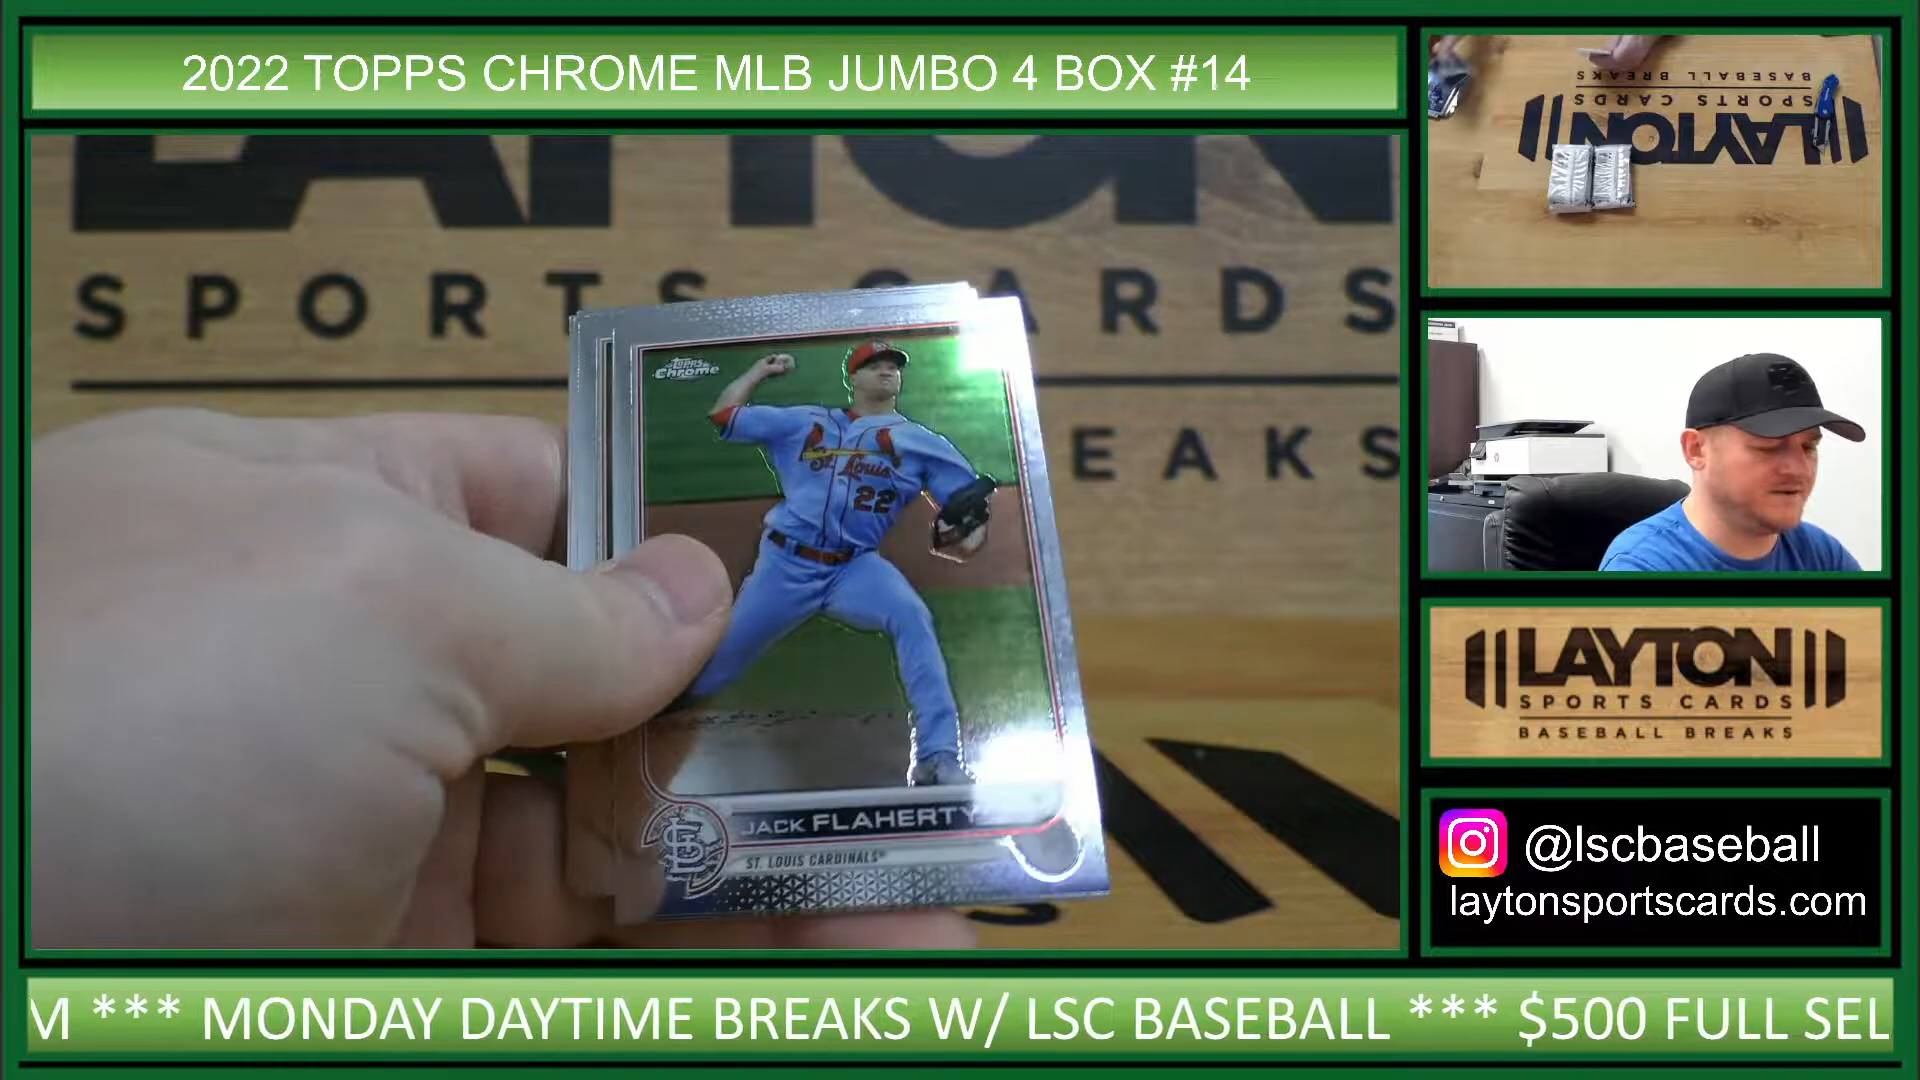 2022 TOPPS CHROME MLB JUMBO 4 BOX #14
LAYTON
SPORTS CARDS
BREAKS
Topps
Chrome
St. Louis
22
JACK FLAHERTY
ST. LOUIS CARDINALS
BASEBALL BREAKS
SPORTS CARDS
LAYTON
LAYTON
SPORTS CARDS
BASEBALL BREAKS
@lscbaseball
laytonsportscards.com
M *** MONDAY DAYTIME BREAKS W/ LSC BASEBALL *** $500 FULL SEL